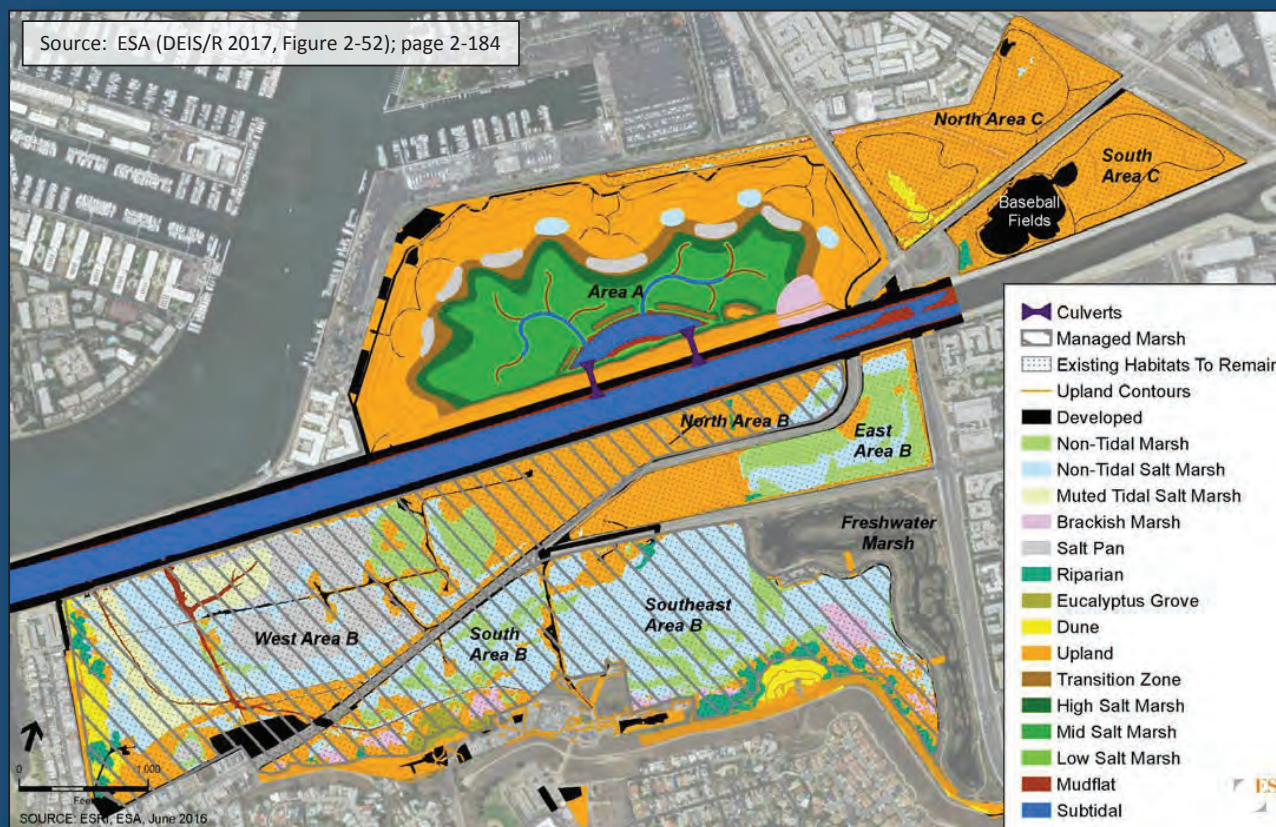 Source: ESA (DEIS/R 2017, Figure 2-52); page 2-184
North Area C
South
Area C
Baseball
Fields
Area A
North Area B
East
Area B
Freshwater
Marsh
Southeast
Area B
West Area B
South
Area B
Culverts
Managed Marsh
Existing Habitats To Remain
Upland Contours
Developed
Non-Tidal Marsh
Non-Tidal Salt Marsh
Muted Tidal Salt Marsh
Brackish Marsh
Salt Pan
Riparian
Eucalyptus Grove
Dune
Upland
Transition Zone
High Salt Marsh
Mid Salt Marsh
Low Salt Marsh
Mudflat
Subtidal
ES
0 1,000
Feet
SOURCE: ESRI, ESA, June 2016